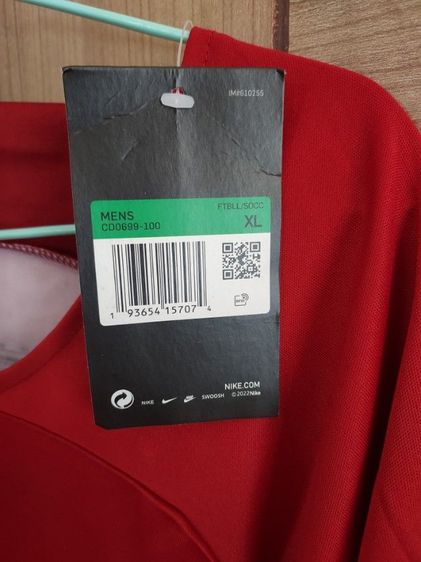 IM#610255
FTBLL/SOCC
MENS
CD0699-100
XL
1 93654 15707 4
NIKE.COM
NIKE SWOOSH ©2022Nike